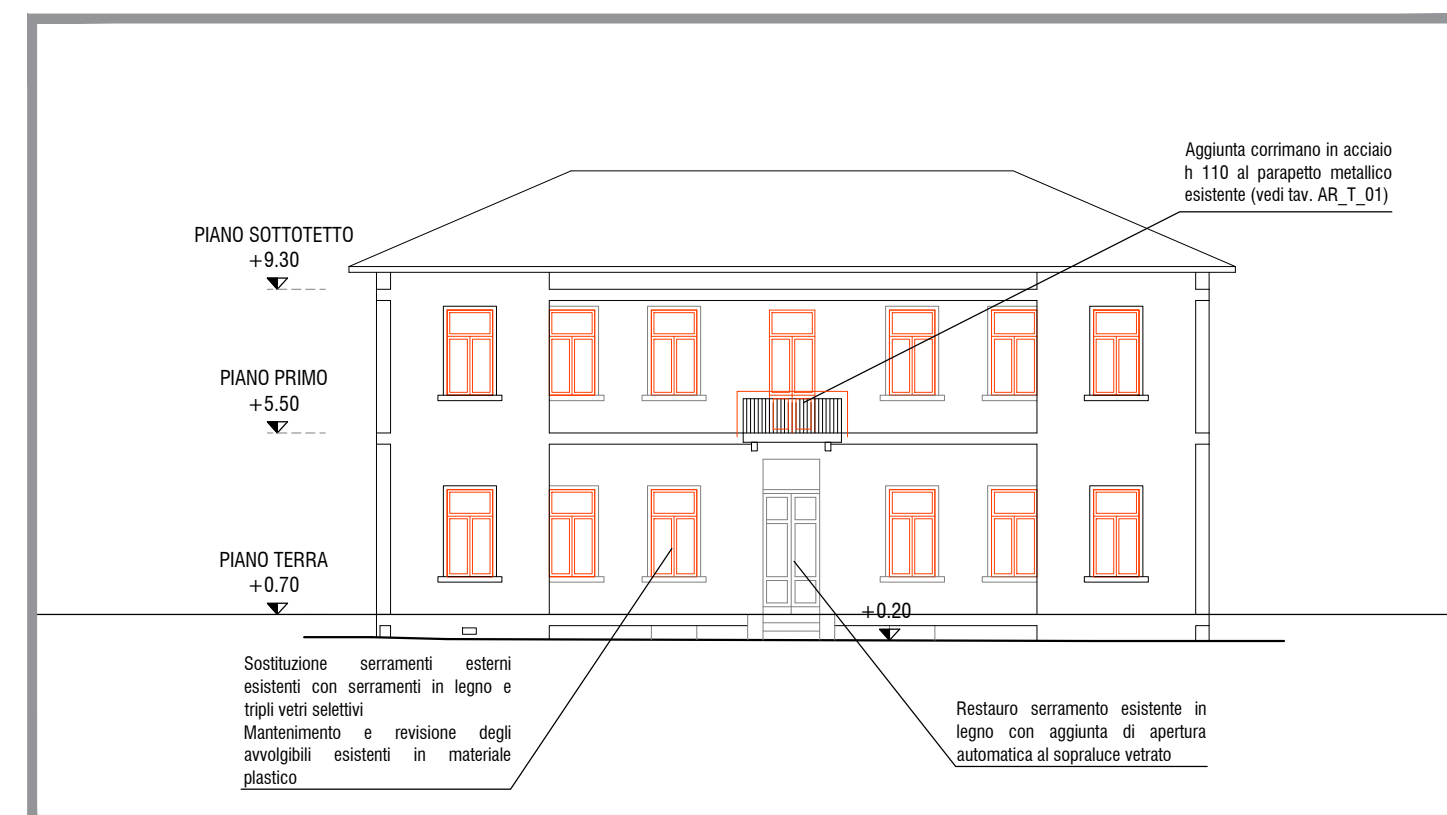 Aggiunta corrimano in acciaio
h 110 al parapetto metallico
esistente (vedi tav. AR_T_01)
PIANO SOTTOTETTO
+9.30
PIANO PRIMO
+5.50
PIANO TERRA
+0.70
+0.20
Sostituzione serramenti esterni
esistenti con serramenti in legno e
tripli vetri selettivi
Mantenimento e revisione degli
avvolgibili esistenti in materiale
plastico
Restauro serramento esistente in
legno con aggiunta di apertura
automatica al sopraluce vetrato